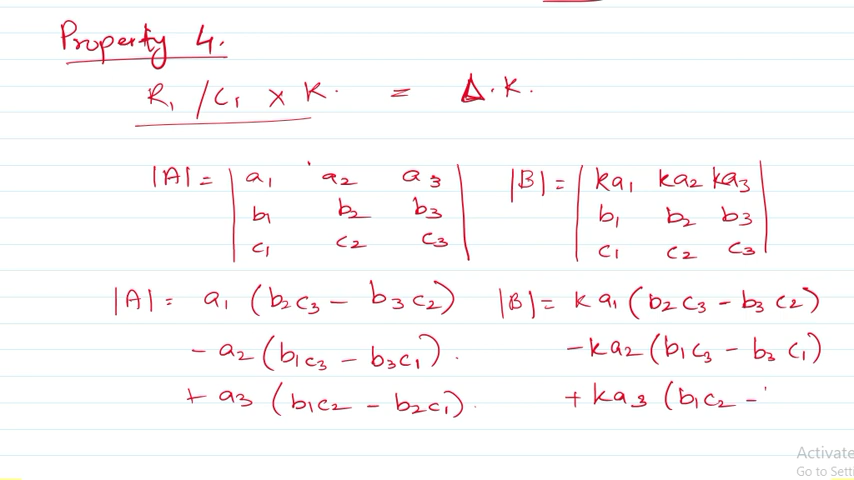 Property 4.
R₁ / C₁ × K. = Δ.K.
|A| = | a₁ a₂ a₃ | |B| = | ka₁ ka₂ ka₃ |
| b₁ b₂ b₃ | | b₁ b₂ b₃ |
| c₁ c₂ c₃ | | c₁ c₂ c₃ |
|A| = a₁ (b₂c₃ – b₃c₂) |B| = ka₁ (b₂c₃ – b₃c₂)
– a₂ (b₁c₃ – b₃c₁). – ka₂ (b₁c₃ – b₃c₁)
+ a₃ (b₁c₂ – b₂c₁). + ka₃ (b₁c₂ –
Activate
Go to Setti